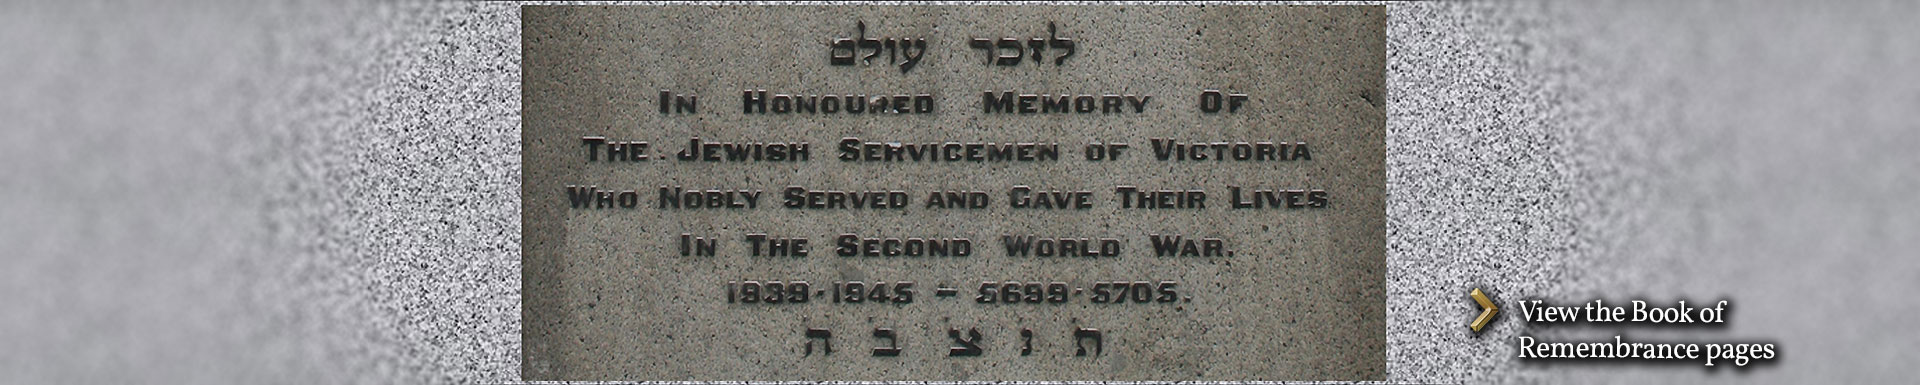 לזכר עולם
In Honoured Memory Of
The Jewish Servicemen of Victoria
Who Nobly Served and Gave Their Lives
In The Second World War.
1939·1945 – 5699·5705.
ת נ צ ב ה
View the Book of
Remembrance pages